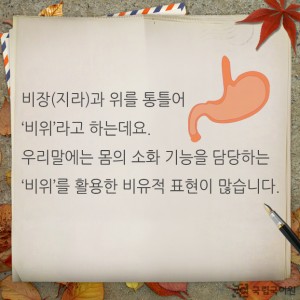 비장(지라)과 위를 통틀어
‘비위’라고 하는데요.
우리말에는 몸의 소화 기능을 담당하는
‘비위’를 활용한 비유적 표현이 많습니다.
국립국어원